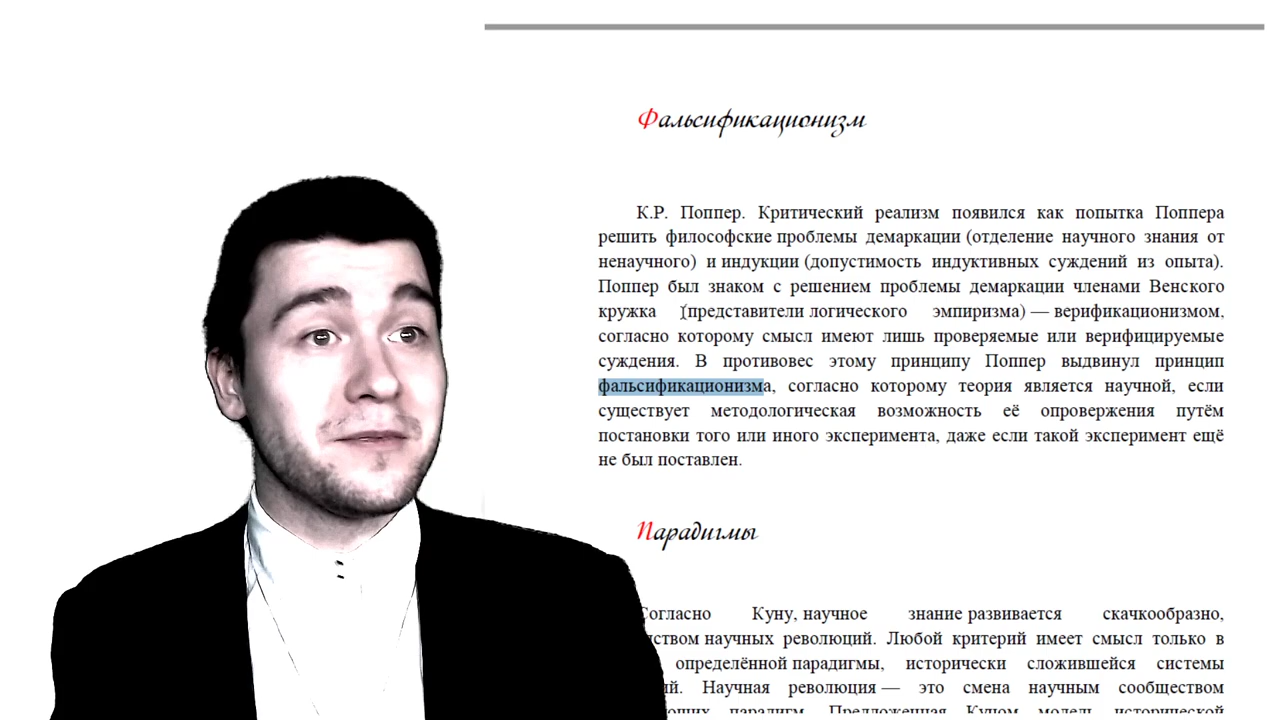 Фальсификационизм
К.Р. Поппер. Критический реализм появился как попытка Поппера
решить философские проблемы демаркации (отделение научного знания от
ненаучного) и индукции (допустимость индуктивных суждений из опыта).
Поппер был знаком с решением проблемы демаркации членами Венского
кружка (представители логического эмпиризма) — верификационизмом,
согласно которому смысл имеют лишь проверяемые или верифицируемые
суждения. В противовес этому принципу Поппер выдвинул принцип
фальсификационизма, согласно которому теория является научной, если
существует методологическая возможность её опровержения путём
постановки того или иного эксперимента, даже если такой эксперимент ещё
не был поставлен.
Парадигмы
Согласно Куну, научное знание развивается скачкообразно,
научных революций. Любой критерий имеет смысл только в
определённой парадигмы, исторически сложившейся системы
Научная революция — это смена научным сообществом
парадигм. Предложенная Куном модель исторической